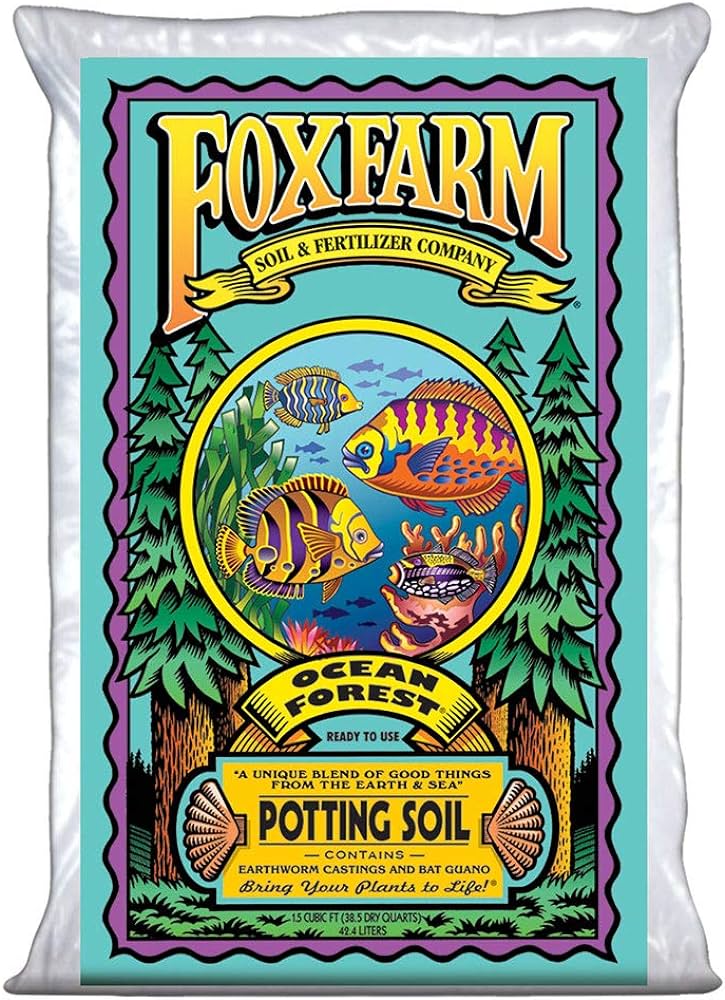 FOXFARM
SOIL & FERTILIZER COMPANY
®
OCEAN
FOREST®
READY TO USE
"A UNIQUE BLEND OF GOOD THINGS
FROM THE EARTH & SEA"
POTTING SOIL
— CONTAINS —
EARTHWORM CASTINGS AND BAT GUANO
Bring Your Plants to Life!®
1.5 CUBIC FT (38.5 DRY QUARTS)
42.4 LITERS